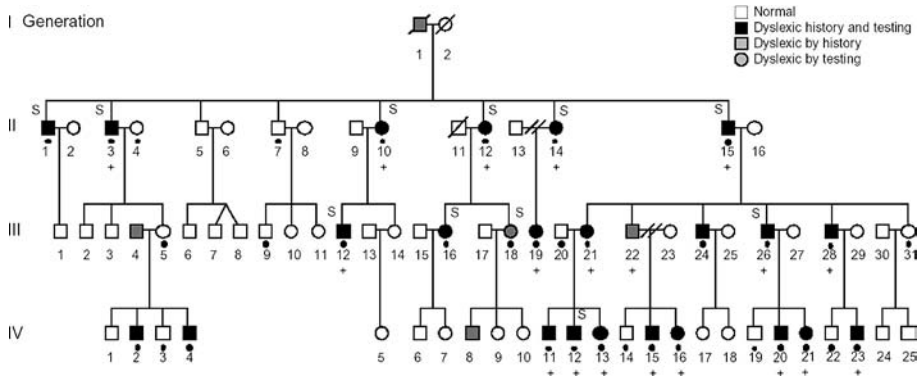 I Generation
Normal
Dyslexic history and testing
Dyslexic by history
Dyslexic by testing
1 2
S S S S S S
II
1 2 3 4 5 6 7 8 9 10 11 12 13 14 15 16
+ + + + +
S S S S
III
1 2 3 4 5 6 7 8 9 10 11 12 13 14 15 16 17 18 19 20 21 22 23 24 25 26 27 28 29 30 31
+ + + + + +
S
IV
1 2 3 4 5 6 7 8 9 10 11 12 13 14 15 16 17 18 19 20 21 22 23 24 25
+ + + + + + + +